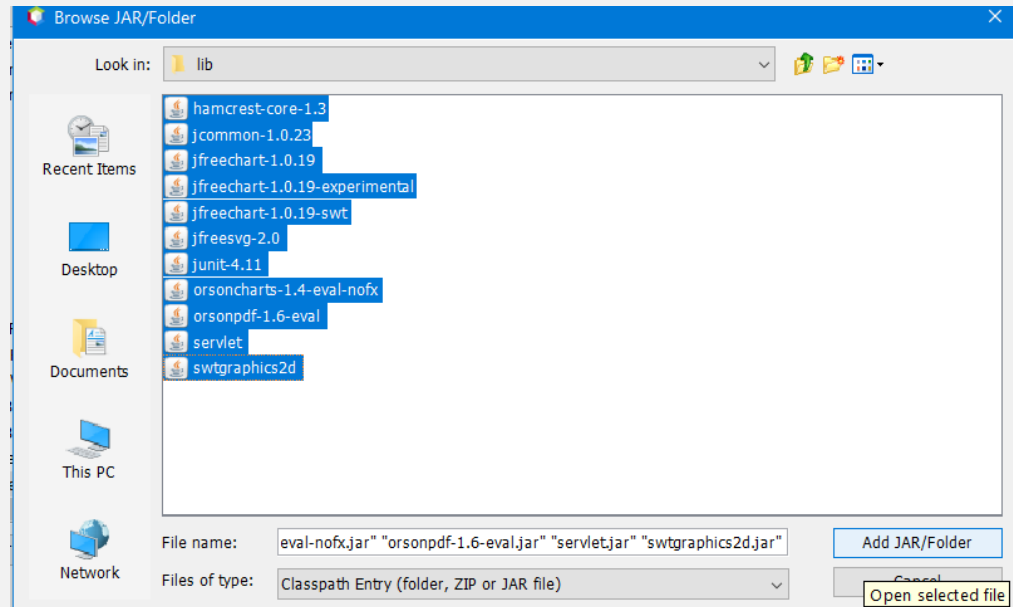 Browse JAR/Folder
Look in: lib
hamcrest-core-1.3
jcommon-1.0.23
jfreechart-1.0.19
jfreechart-1.0.19-experimental
jfreechart-1.0.19-swt
jfreesvg-2.0
junit-4.11
orsoncharts-1.4-eval-nofx
orsonpdf-1.6-eval
servlet
swtgraphics2d
Recent Items
Desktop
Documents
This PC
Network
File name: eval-nofx.jar" "orsonpdf-1.6-eval.jar" "servlet.jar" "swtgraphics2d.jar"
Add JAR/Folder
Files of type: Classpath Entry (folder, ZIP or JAR file)
Cancel
Open selected file